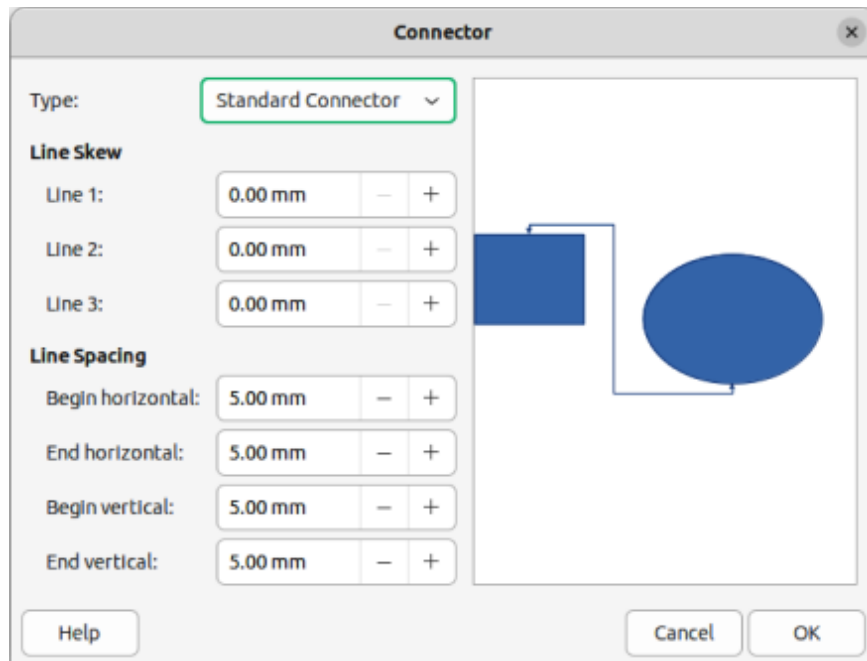 Connector
Type: Standard Connector
Line Skew
Line 1: 0.00 mm
Line 2: 0.00 mm
Line 3: 0.00 mm
Line Spacing
Begin horizontal: 5.00 mm
End horizontal: 5.00 mm
Begin vertical: 5.00 mm
End vertical: 5.00 mm
Help Cancel OK